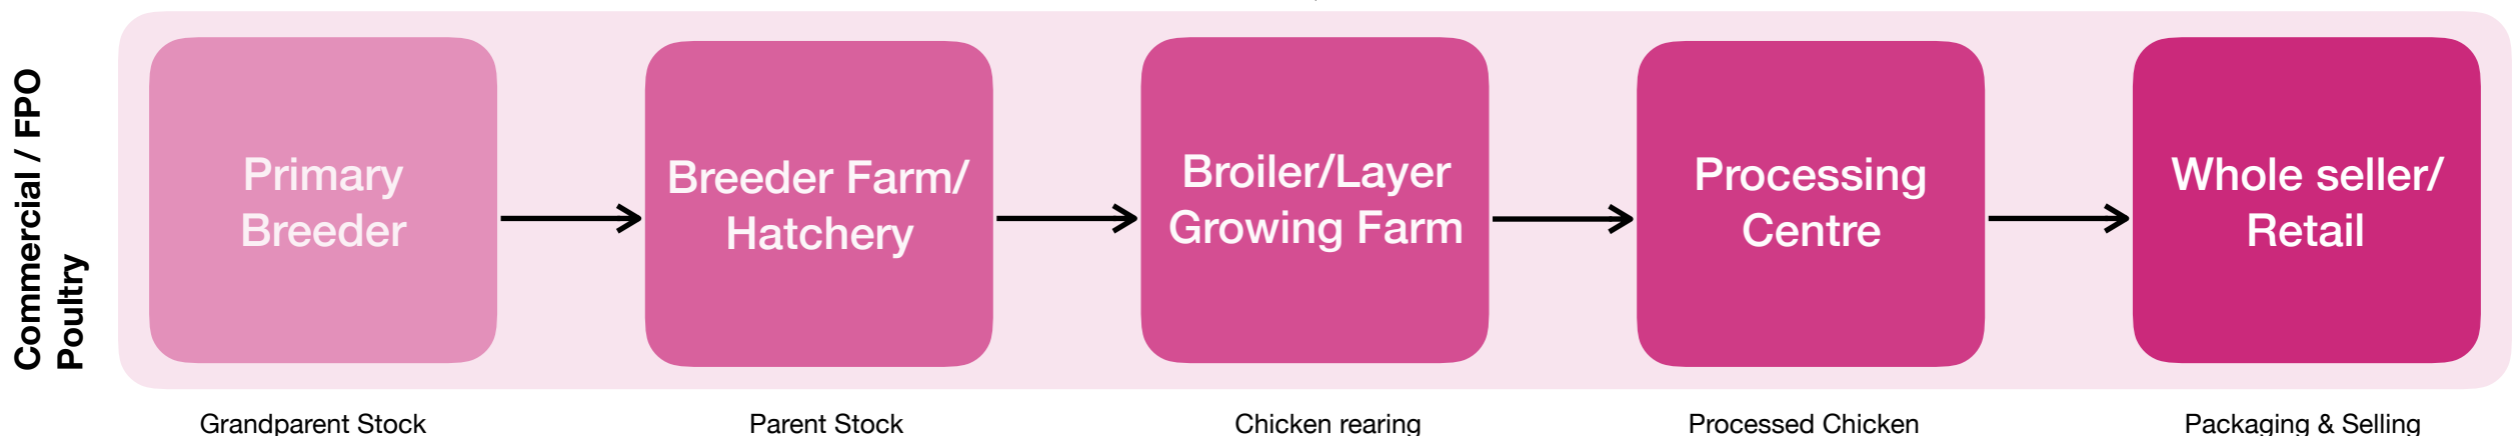 Commercial / FPO
Poultry
Primary
Breeder
Breeder Farm/
Hatchery
Broiler/Layer
Growing Farm
Processing
Centre
Whole seller/
Retail
Grandparent Stock
Parent Stock
Chicken rearing
Processed Chicken
Packaging & Selling